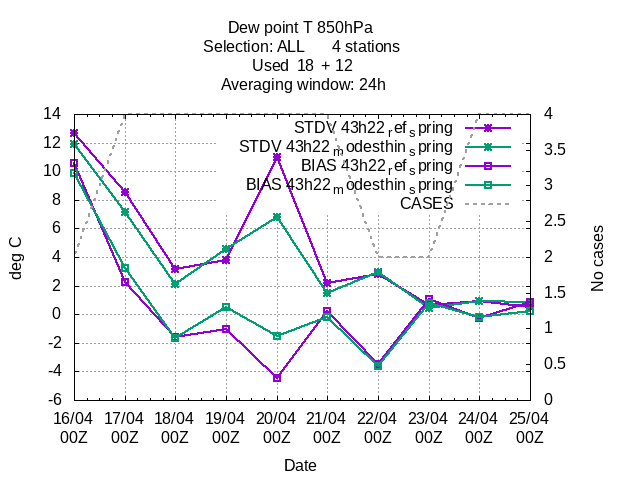 Dew point T 850hPa
Selection: ALL 4 stations
Used 18 + 12
Averaging window: 24h
STDV 43h22ref_spring
STDV 43h22modesthin_spring
BIAS 43h22ref_spring
BIAS 43h22modesthin_spring
CASES
deg C
14
12
10
8
6
4
2
0
-2
-4
-6
No cases
4
3.5
3
2.5
2
1.5
1
0.5
0
16/04 17/04 18/04 19/04 20/04 21/04 22/04 23/04 24/04 25/04
00Z 00Z 00Z 00Z 00Z 00Z 00Z 00Z 00Z 00Z
Date